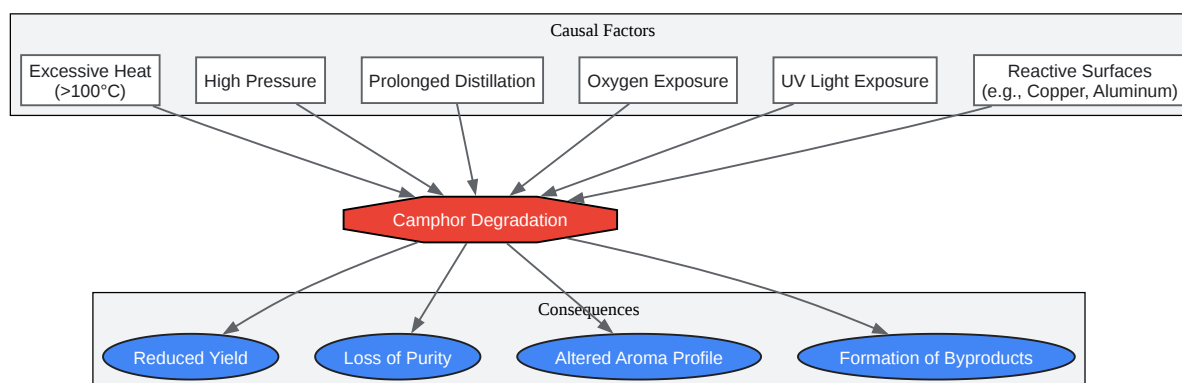 Causal Factors
Excessive Heat
(>100°C)
High Pressure
Prolonged Distillation
Oxygen Exposure
UV Light Exposure
Reactive Surfaces
(e.g., Copper, Aluminum)
Camphor Degradation
Consequences
Reduced Yield
Loss of Purity
Altered Aroma Profile
Formation of Byproducts